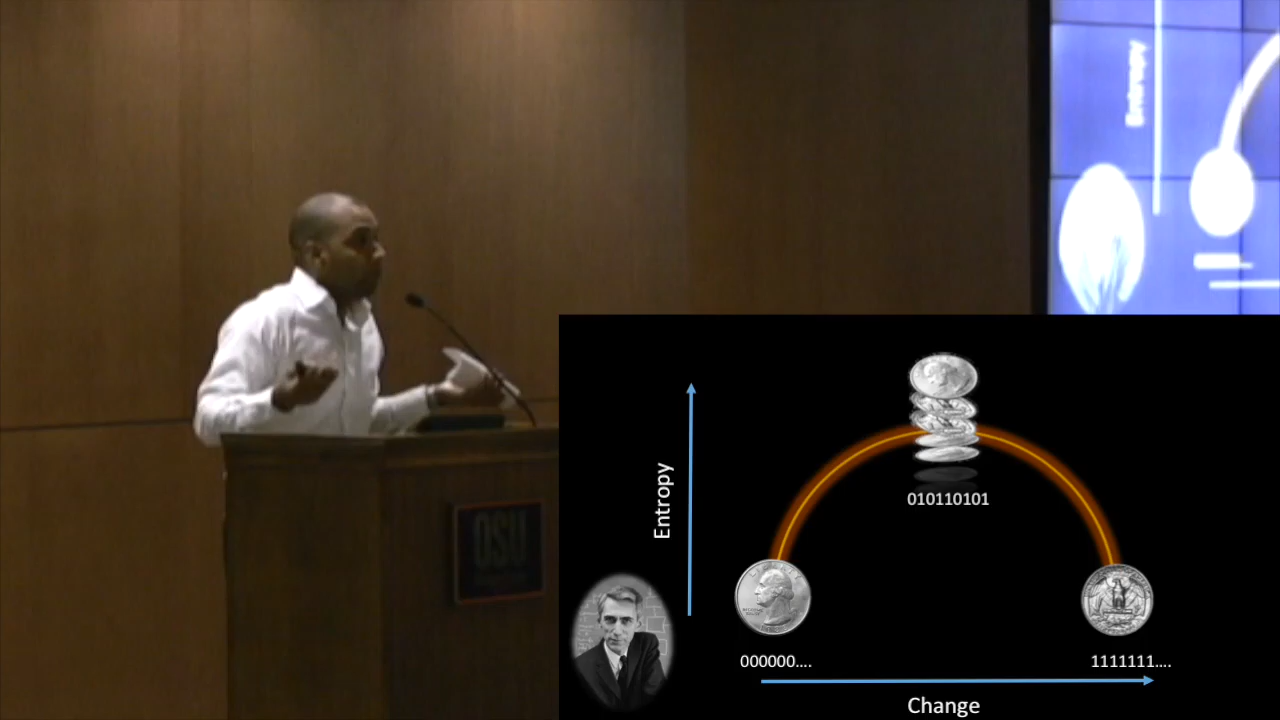 Entropy
OSU
Entropy
010110101
000000....
1111111....
Change